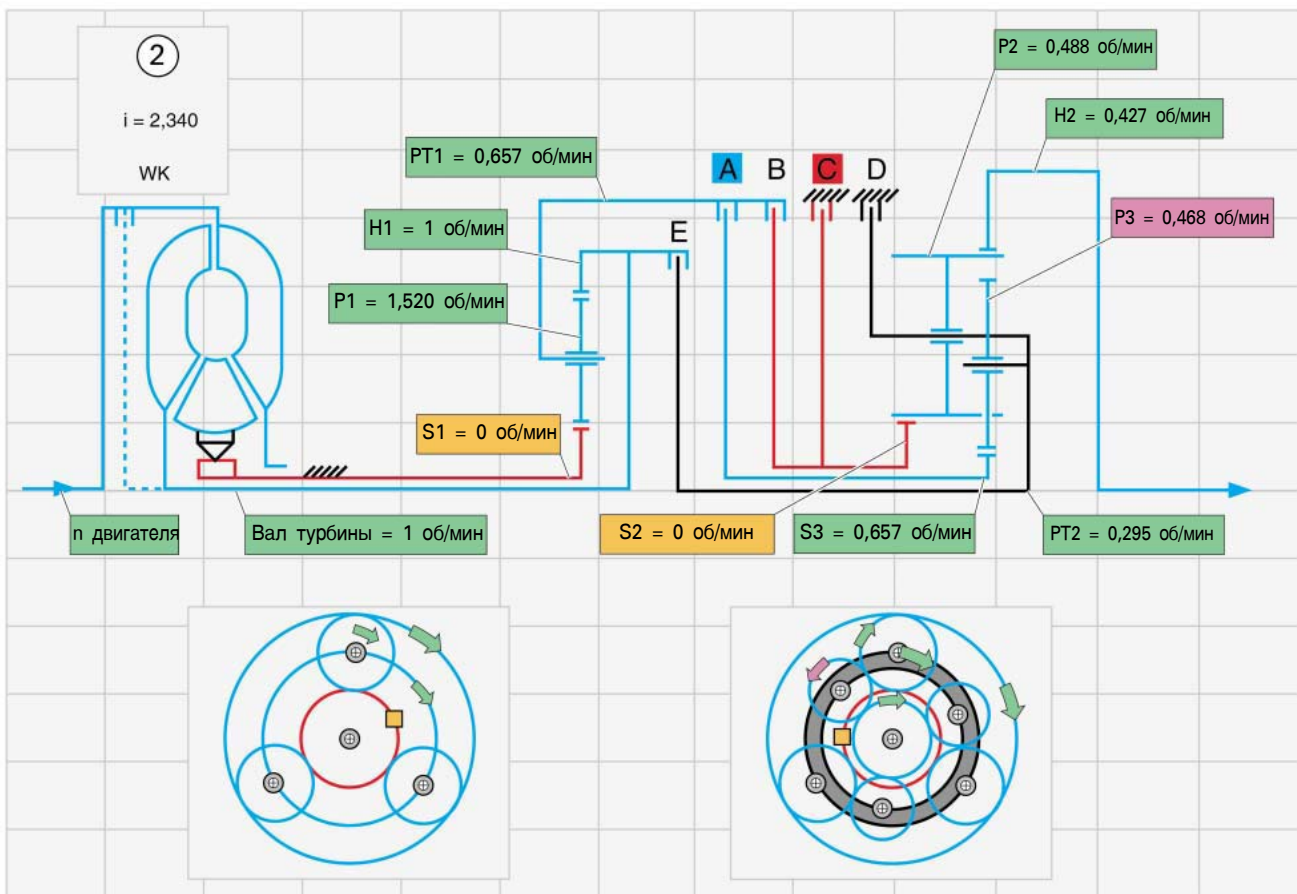 2
i = 2,340
WK
P2 = 0,488 об/мин
H2 = 0,427 об/мин
PT1 = 0,657 об/мин
A
B
C
D
P3 = 0,468 об/мин
H1 = 1 об/мин
E
P1 = 1,520 об/мин
S1 = 0 об/мин
n двигателя
Вал турбины = 1 об/мин
S2 = 0 об/мин
S3 = 0,657 об/мин
PT2 = 0,295 об/мин